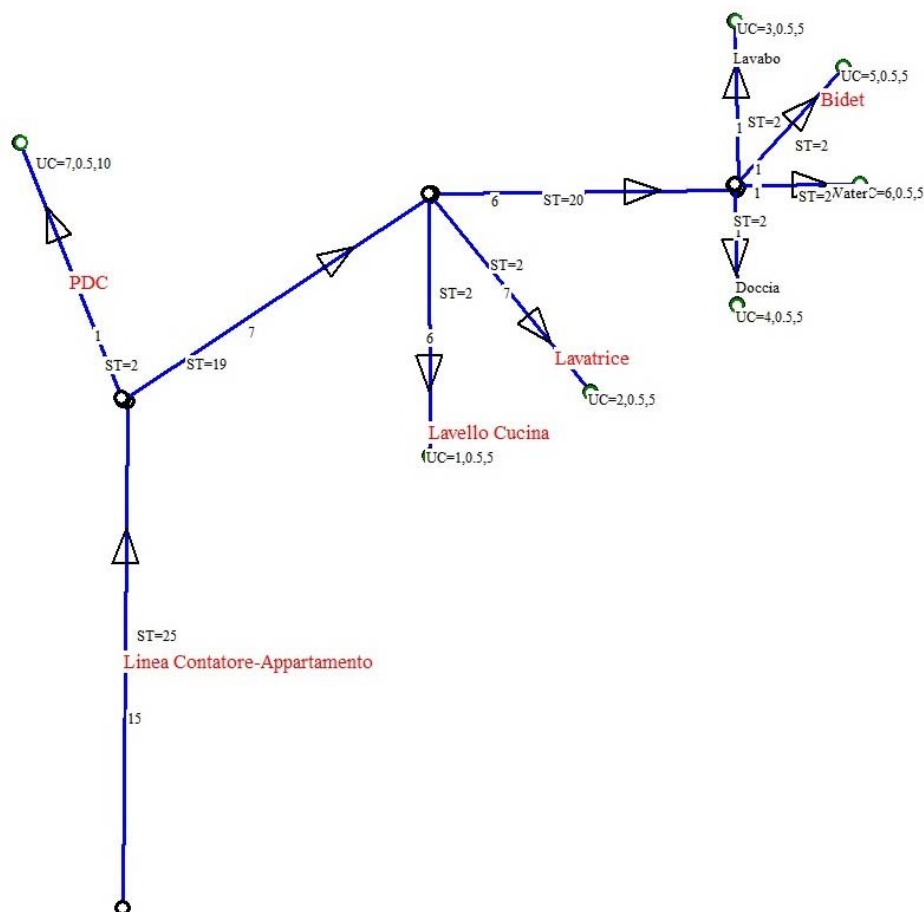 UC=3,0.5,5
Lavabo
UC=5,0.5,5
Bidet
ST=2
1
ST=2
1
UC=7,0.5,10
6
ST=20
1
ST=2
WaterC=6,0.5,5
ST=2
1
PDC
ST=2
ST=2
7
Doccia
UC=4,0.5,5
1
7
6
ST=2
ST=19
Lavatrice
UC=2,0.5,5
Lavello Cucina
UC=1,0.5,5
ST=25
Linea Contatore-Appartamento
15